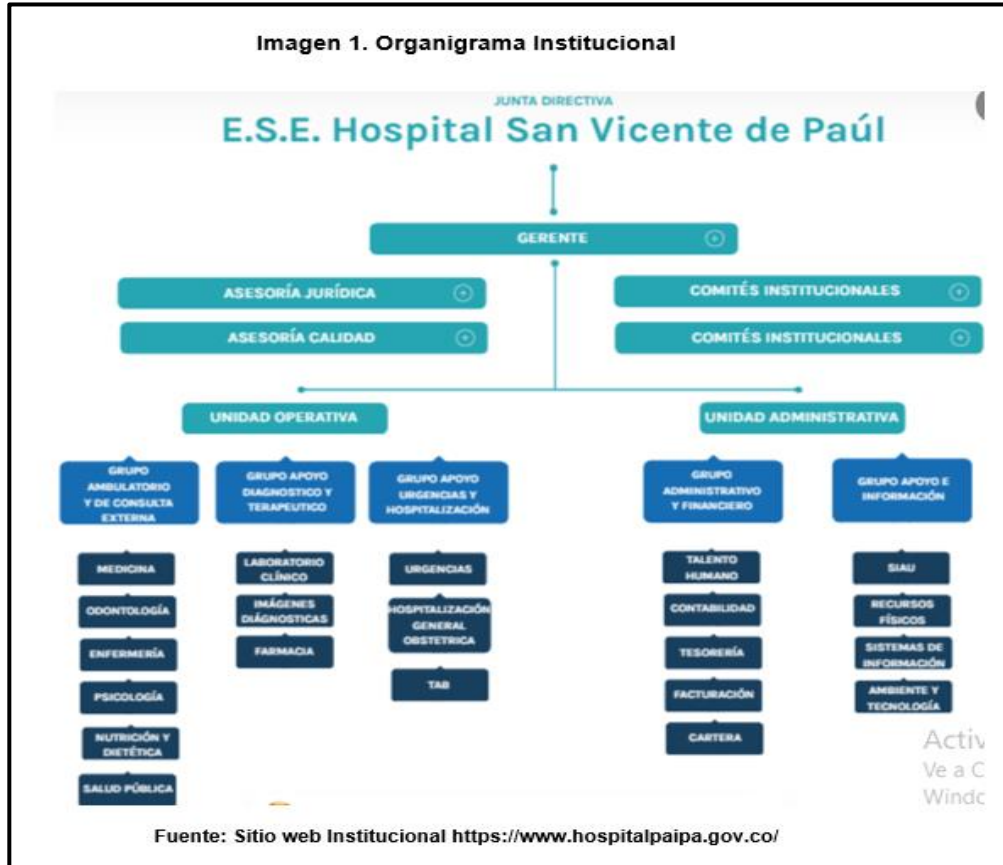 Imagen 1. Organigrama Institucional
JUNTA DIRECTIVA
E.S.E. Hospital San Vicente de Paúl
GERENTE
ASESORÍA JURÍDICA
COMITÉS INSTITUCIONALES
ASESORÍA CALIDAD
COMITÉS INSTITUCIONALES
UNIDAD OPERATIVA
UNIDAD ADMINISTRATIVA
GRUPO
AMBULATORIO
Y DE CONSULTA
EXTERNA
GRUPO APOYO
DIAGNOSTICO Y
TERAPEUTICO
GRUPO APOYO
URGENCIAS Y
HOSPITALIZACIÓN
GRUPO
ADMINISTRATIVO
Y FINANCIERO
GRUPO APOYO E
INFORMACIÓN
MEDICINA
ODONTOLOGÍA
ENFERMERÍA
PSICOLOGÍA
NUTRICIÓN Y
DIETÉTICA
SALUD PÚBLICA
LABORATORIO
CLÍNICO
IMÁGENES
DIÁGNOSTICAS
FARMACIA
URGENCIAS
HOSPITALIZACIÓN
GENERAL
OBSTETRICA
TAB
TALENTO
HUMANO
CONTABILIDAD
TESORERÍA
FACTURACIÓN
CARTERA
SIAU
RECURSOS
FÍSICOS
SISTEMAS DE
INFORMACIÓN
AMBIENTE Y
TECNOLOGÍA
Activ
Ve a C
Windo
Fuente: Sitio web Institucional https://www.hospitalpaipa.gov.co/